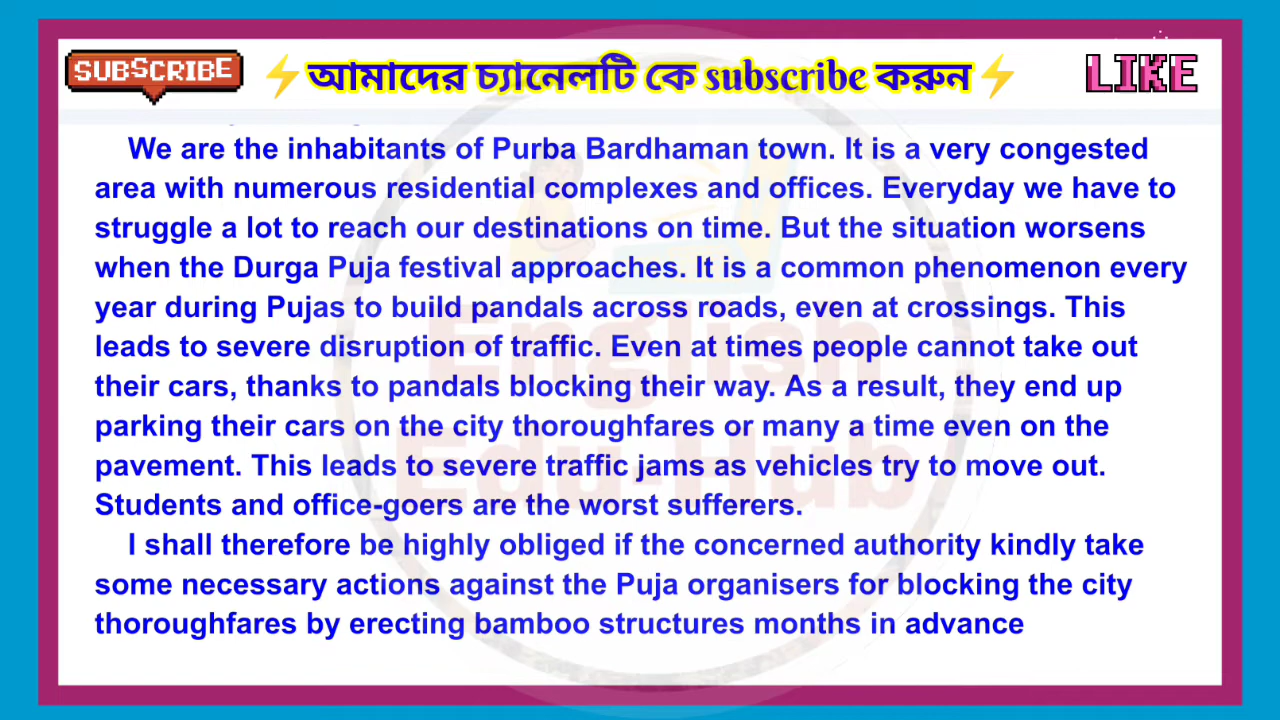 SUBSCRIBE
⚡আমাদের চ্যানেলটি কে subscribe করুন⚡
LIKE
We are the inhabitants of Purba Bardhaman town. It is a very congested
area with numerous residential complexes and offices. Everyday we have to
struggle a lot to reach our destinations on time. But the situation worsens
when the Durga Puja festival approaches. It is a common phenomenon every
year during Pujas to build pandals across roads, even at crossings. This
leads to severe disruption of traffic. Even at times people cannot take out
their cars, thanks to pandals blocking their way. As a result, they end up
parking their cars on the city thoroughfares or many a time even on the
pavement. This leads to severe traffic jams as vehicles try to move out.
Students and office-goers are the worst sufferers.
I shall therefore be highly obliged if the concerned authority kindly take
some necessary actions against the Puja organisers for blocking the city
thoroughfares by erecting bamboo structures months in advance
English
Edu-Hub